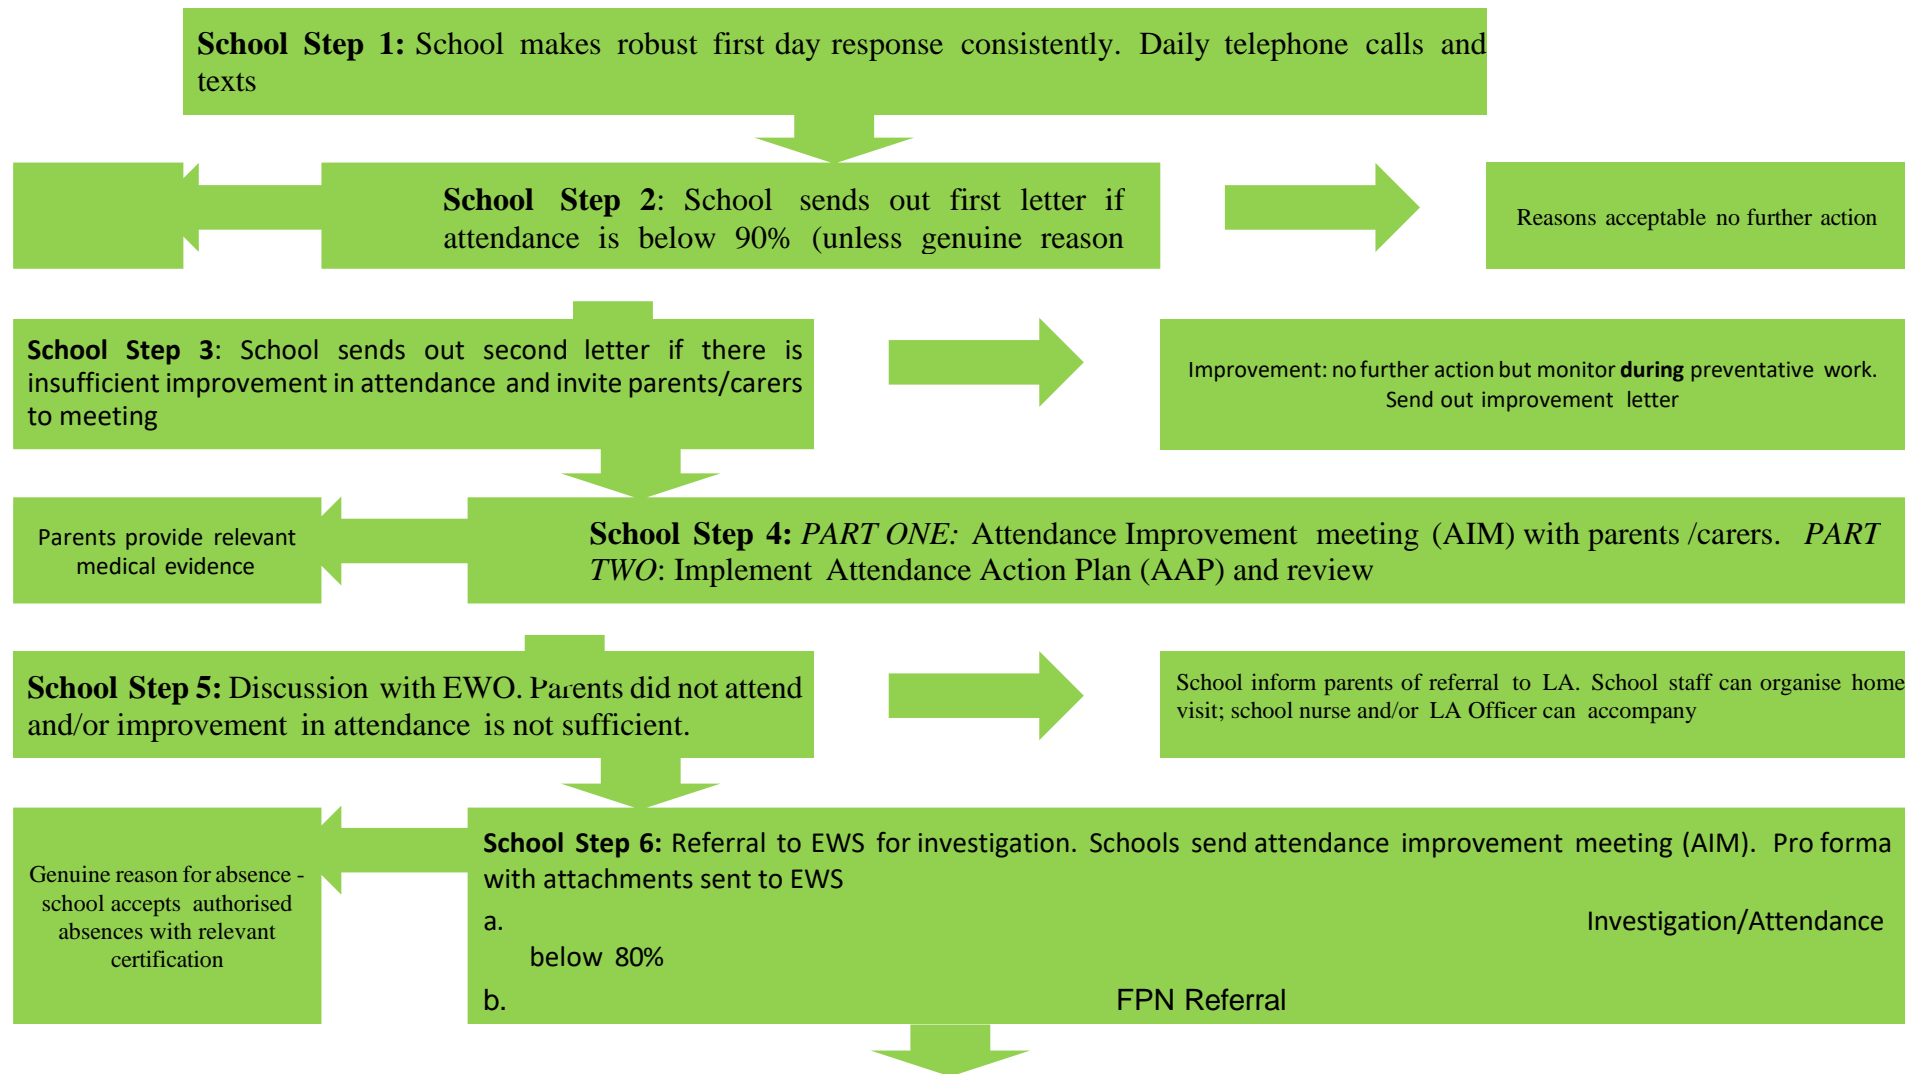 School Step 1: School makes robust first day response consistently. Daily telephone calls and
texts
School Step 2: School sends out first letter if
attendance is below 90% (unless genuine reason
Reasons acceptable no further action
School Step 3: School sends out second letter if there is
insufficient improvement in attendance and invite parents/carers
to meeting
Improvement: no further action but monitor during preventative work.
Send out improvement letter
Parents provide relevant
medical evidence
School Step 4: PART ONE: Attendance Improvement meeting (AIM) with parents /carers. PART
TWO: Implement Attendance Action Plan (AAP) and review
School Step 5: Discussion with EWO. Parents did not attend
and/or improvement in attendance is not sufficient.
School inform parents of referral to LA. School staff can organise home
visit; school nurse and/or LA Officer can accompany
Genuine reason for absence -
school accepts authorised
absences with relevant
certification
School Step 6: Referral to EWS for investigation. Schools send attendance improvement meeting (AIM). Pro forma
with attachments sent to EWS
a. Investigation/Attendance
below 80%
b. FPN Referral